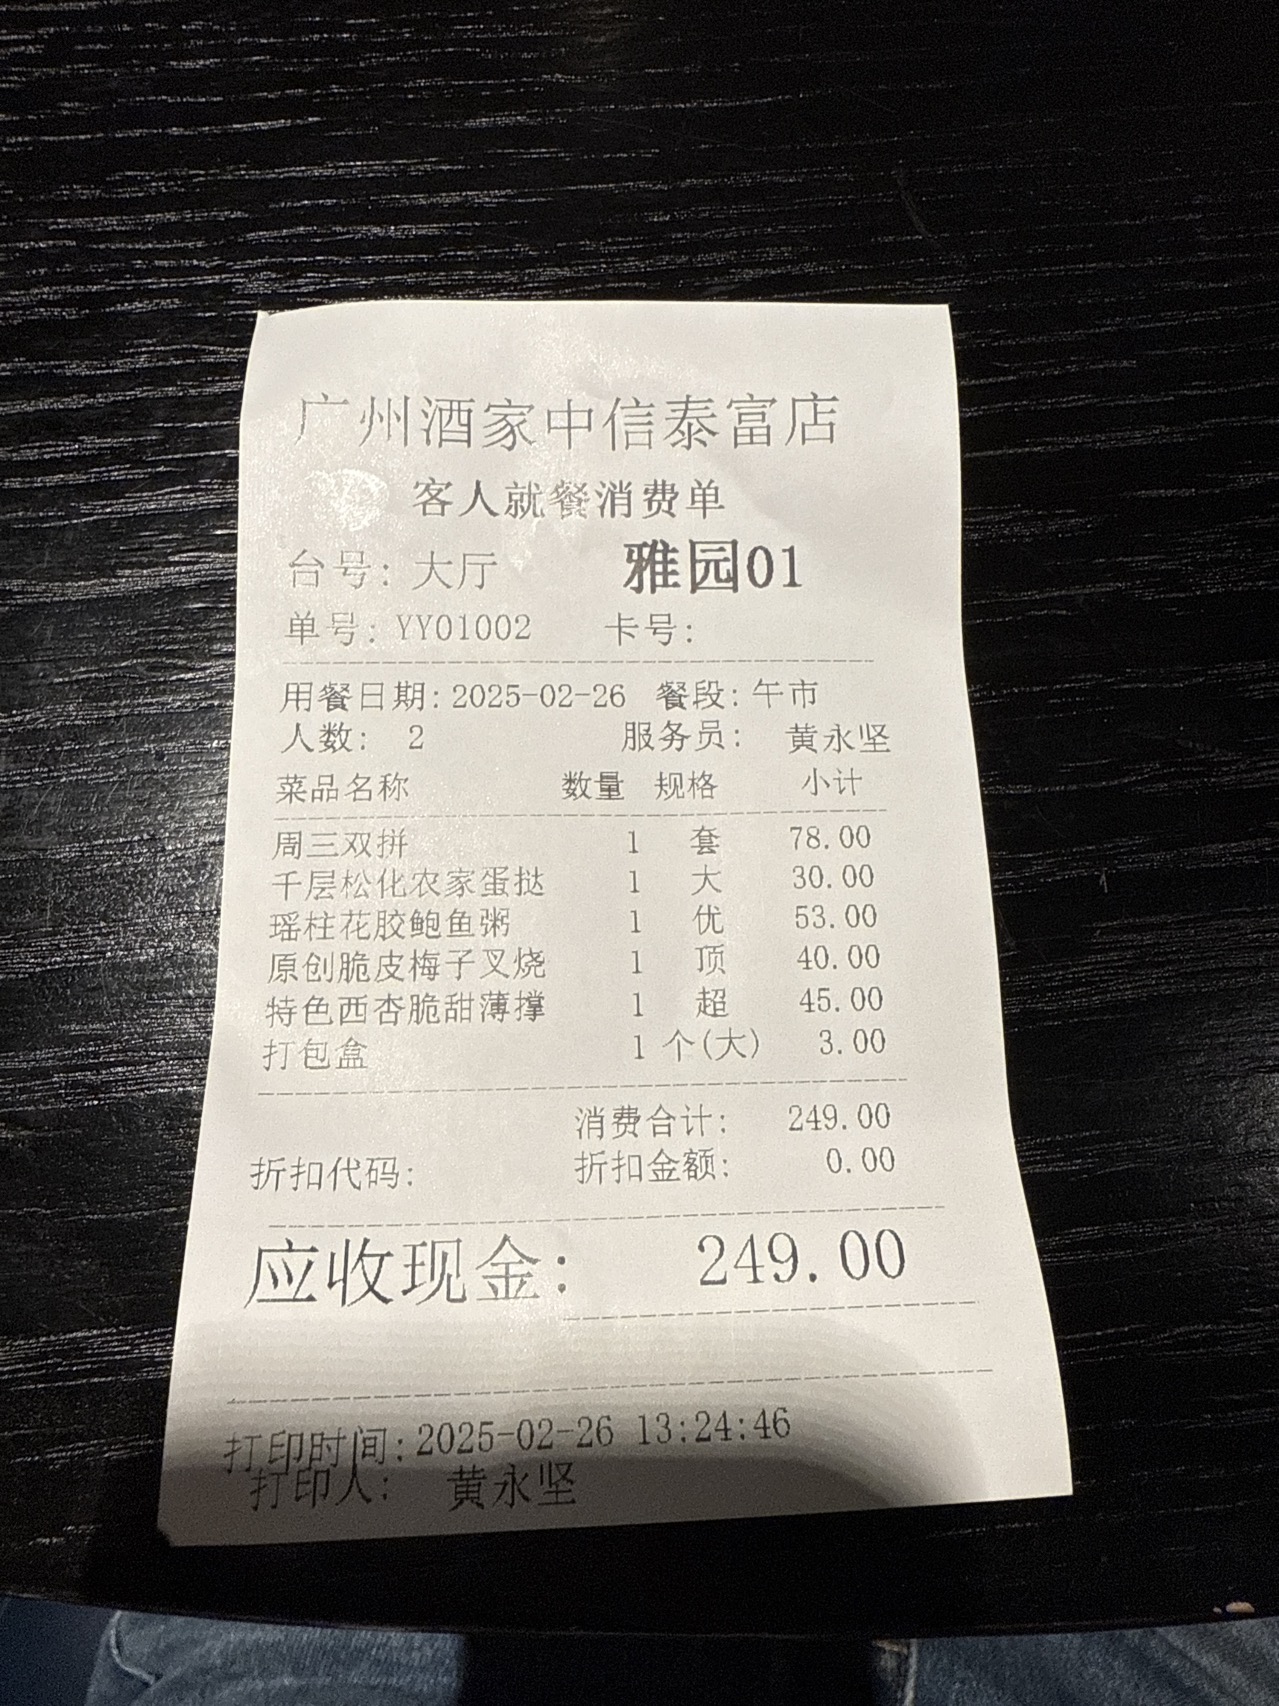 广州酒家中信泰富店
客人就餐消费单
台号: 大厅 雅园01
单号: YY01002 卡号:
用餐日期: 2025-02-26 餐段: 午市
人数: 2 服务员: 黄永坚
菜品名称 数量 规格 小计
周三双拼 1 套 78.00
千层松化农家蛋挞 1 大 30.00
瑶柱花胶鲍鱼粥 1 优 53.00
原创脆皮梅子叉烧 1 顶 40.00
特色西杏脆甜薄撑 1 超 45.00
打包盒 1 个(大) 3.00
消费合计: 249.00
折扣代码: 折扣金额: 0.00
应收现金: 249.00
打印时间: 2025-02-26 13:24:46
打印人: 黄永坚